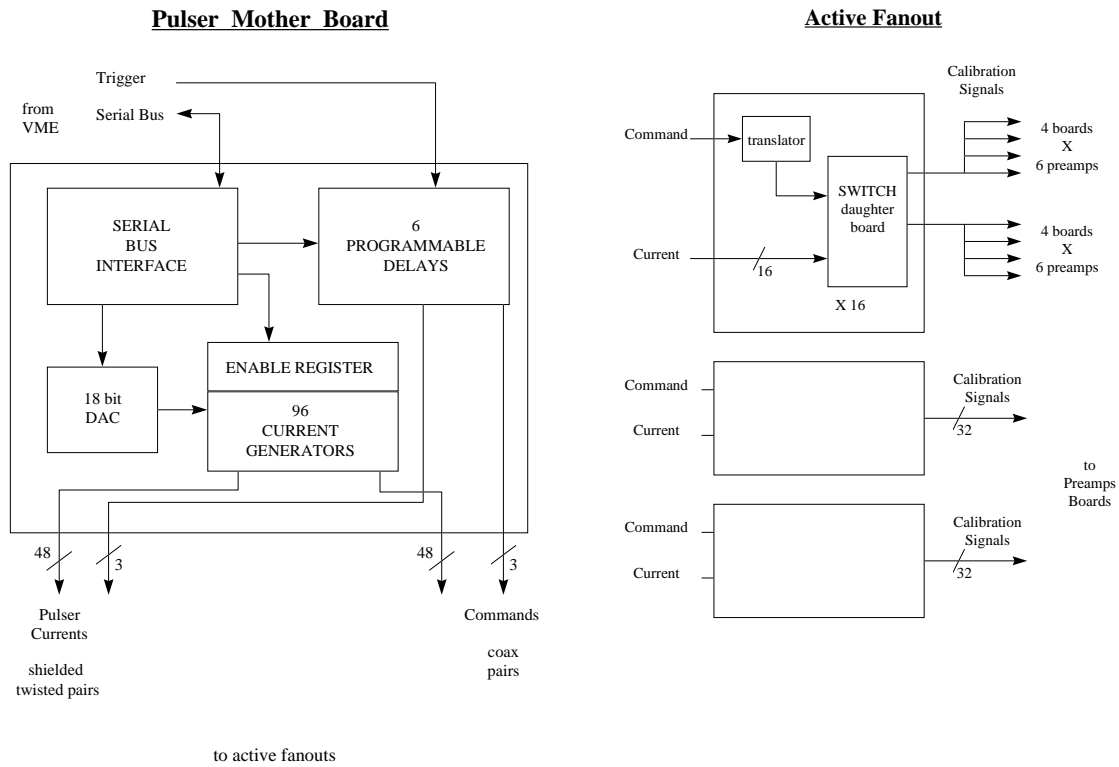 Pulser Mother Board
Trigger
from
VME
Serial Bus
SERIAL
BUS
INTERFACE
6
PROGRAMMABLE
DELAYS
ENABLE REGISTER
18 bit
DAC
96
CURRENT
GENERATORS
48
3
48
3
Pulser
Currents
shielded
twisted pairs
Commands
coax
pairs
to active fanouts
Active Fanout
Calibration
Signals
Command
translator
4 boards
X
6 preamps
SWITCH
daughter
board
Current
16
4 boards
X
6 preamps
X 16
Command
Current
Calibration
Signals
32
to
Preamps
Boards
Command
Current
Calibration
Signals
32